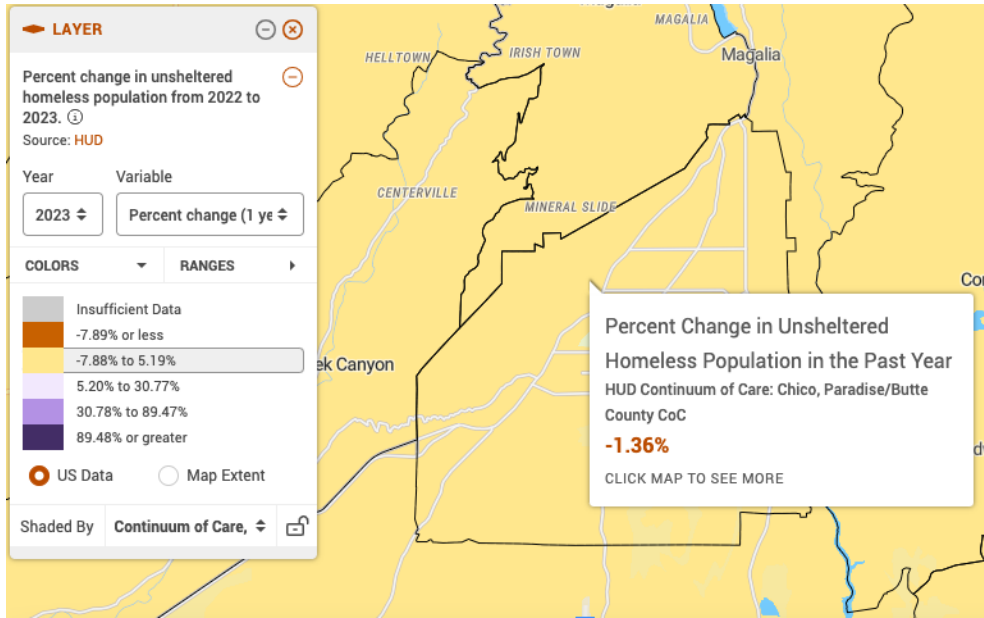 LAYER
Percent change in unsheltered
homeless population from 2022 to
2023.
Source: HUD
Year
Variable
2023
Percent change (1 ye
COLORS
RANGES
Insufficient Data
-7.89% or less
-7.88% to 5.19%
5.20% to 30.77%
30.78% to 89.47%
89.48% or greater
US Data
Map Extent
Shaded By
Continuum of Care,
MAGALIA
Magalia
HELLTOWN
IRISH TOWN
CENTERVILLE
MINERAL SLIDE
ek Canyon
Percent Change in Unsheltered
Homeless Population in the Past Year
HUD Continuum of Care: Chico, Paradise/Butte
County CoC
-1.36%
CLICK MAP TO SEE MORE